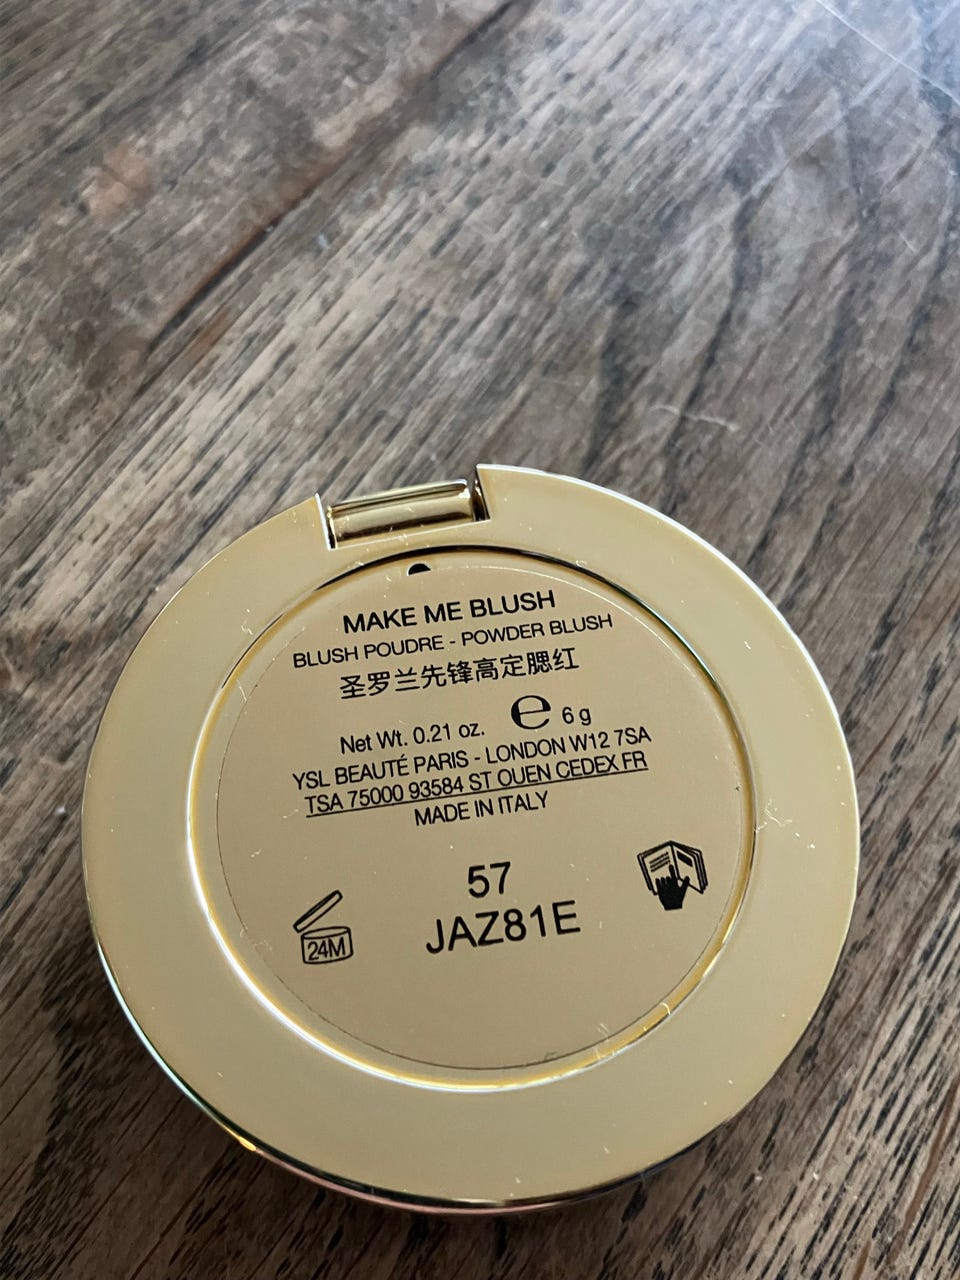 MAKE ME BLUSH
BLUSH POUDRE - POWDER BLUSH
圣罗兰先锋高定腮红
Net Wt. 0.21 oz. ℮ 6 g
YSL BEAUTÉ PARIS - LONDON W12 7SA
TSA 75000 93584 ST OUEN CEDEX FR
MADE IN ITALY
57
JAZ81E
24M